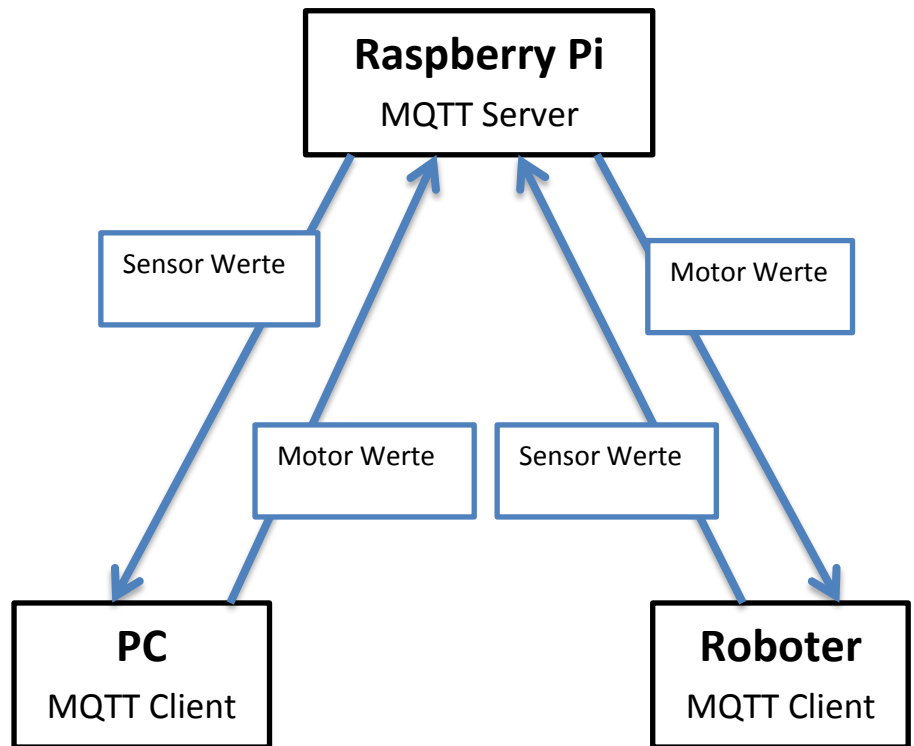 Raspberry Pi
MQTT Server
Sensor Werte
Motor Werte
Motor Werte
Sensor Werte
PC
MQTT Client
Roboter
MQTT Client